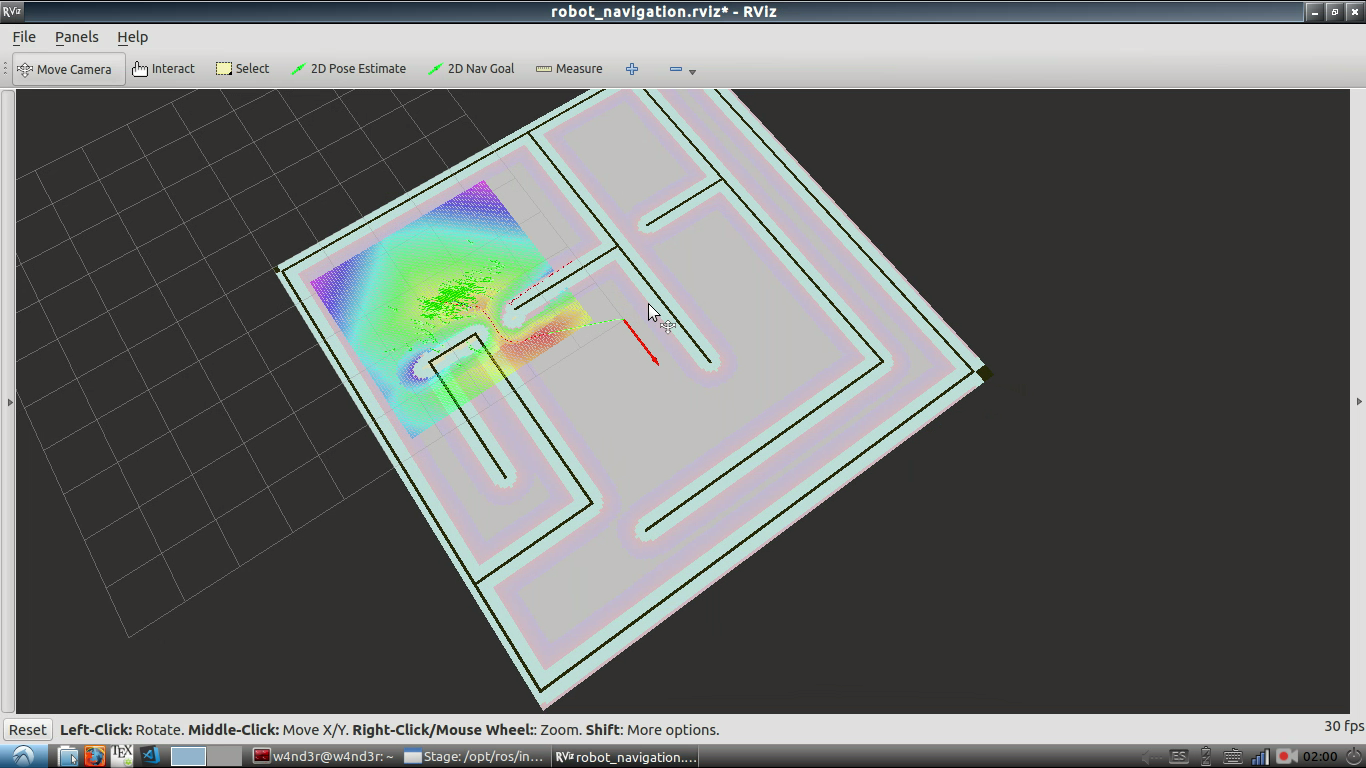 RViz robot_navigation.rviz* - RViz
File Panels Help
Move Camera Interact Select 2D Pose Estimate 2D Nav Goal Measure
Reset Left-Click: Rotate. Middle-Click: Move X/Y. Right-Click/Mouse Wheel:: Zoom. Shift: More options. 30 fps
TEX w4nd3r@w4nd3r: ~ Stage: /opt/ros/in... RViz robot_navigation.... ES 02:00